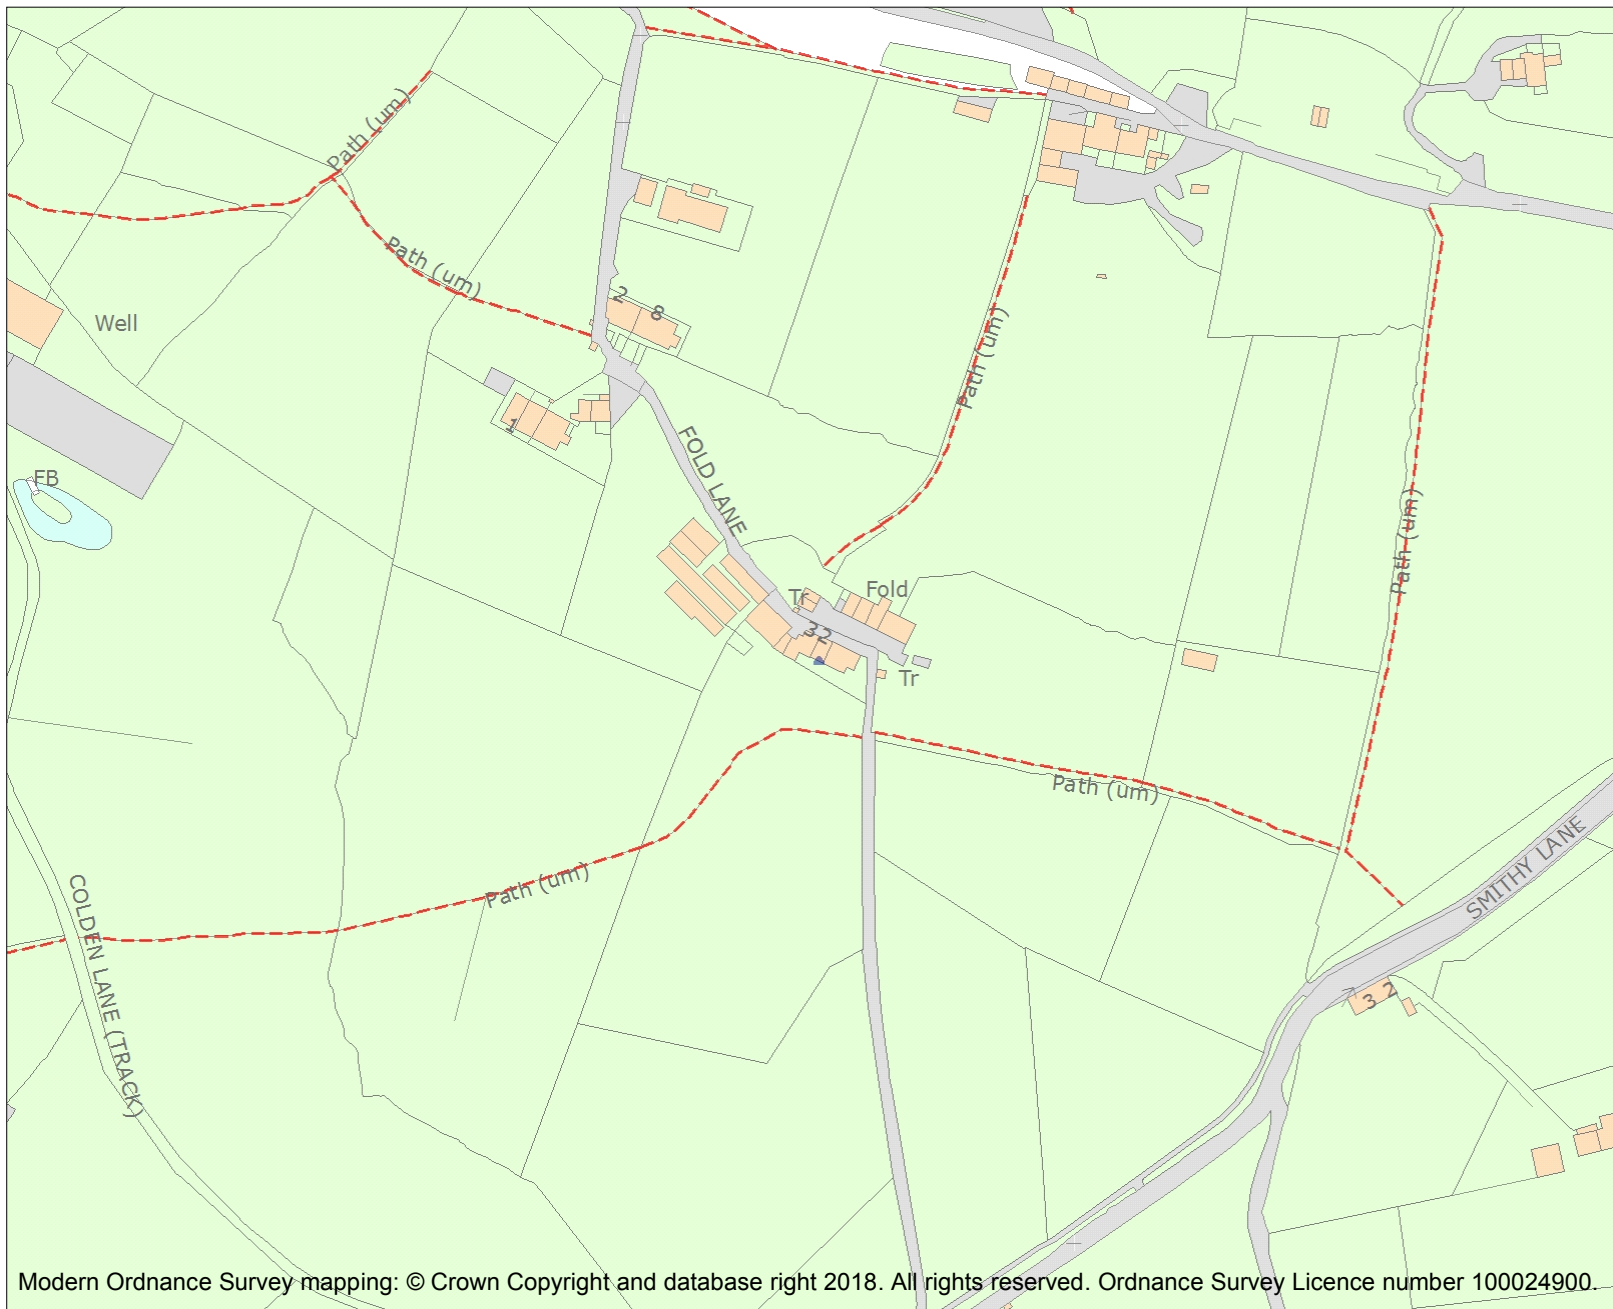 Path (um)
Path (um)
Well
2
8
1
Path (um)
FOLD LANE
FB
Path (um)
Tr
Fold
32
Tr
Path (um)
Path (um)
SMITHY LANE
COLDEN LANE (TRACK)
3 2
Modern Ordnance Survey mapping: © Crown Copyright and database right 2018. All rights reserved. Ordnance Survey Licence number 100024900.